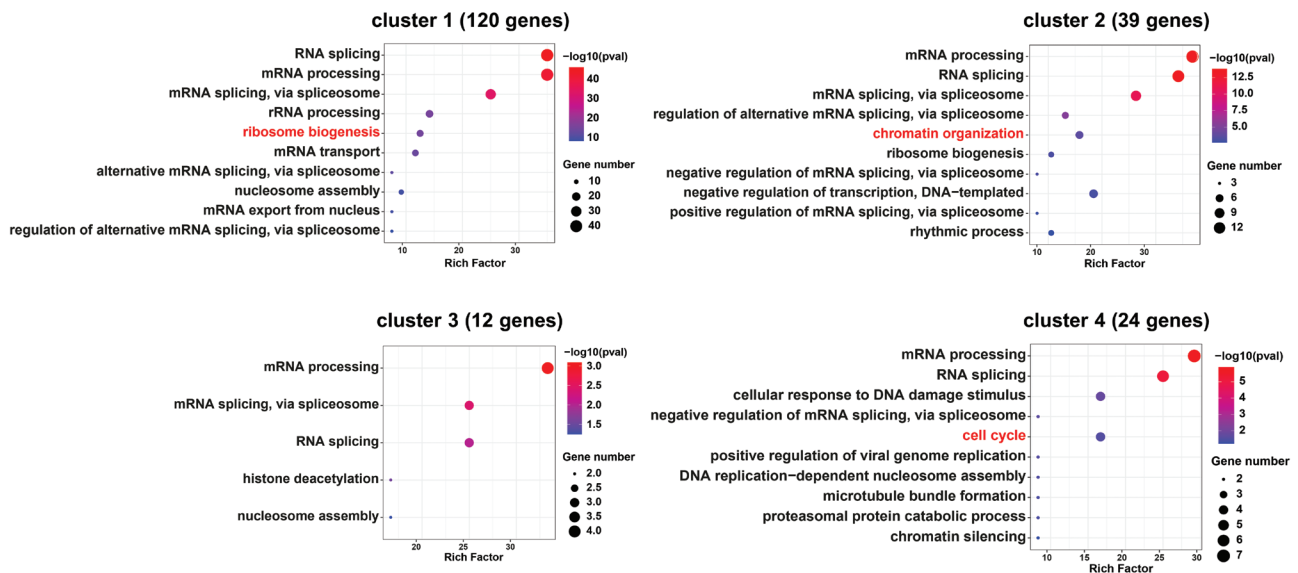 cluster 1 (120 genes)
RNA splicing
mRNA processing
mRNA splicing, via spliceosome
rRNA processing
ribosome biogenesis
mRNA transport
alternative mRNA splicing, via spliceosome
nucleosome assembly
mRNA export from nucleus
regulation of alternative mRNA splicing, via spliceosome
10 20 30
Rich Factor
−log10(pval)
40
30
20
10
Gene number
10
20
30
40
cluster 2 (39 genes)
mRNA processing
RNA splicing
mRNA splicing, via spliceosome
regulation of alternative mRNA splicing, via spliceosome
chromatin organization
ribosome biogenesis
negative regulation of mRNA splicing, via spliceosome
negative regulation of transcription, DNA−templated
positive regulation of mRNA splicing, via spliceosome
rhythmic process
10 20 30
Rich Factor
−log10(pval)
12.5
10.0
7.5
5.0
Gene number
3
6
9
12
cluster 3 (12 genes)
mRNA processing
mRNA splicing, via spliceosome
RNA splicing
histone deacetylation
nucleosome assembly
20 25 30
Rich Factor
−log10(pval)
3.0
2.5
2.0
1.5
Gene number
2.0
2.5
3.0
3.5
4.0
cluster 4 (24 genes)
mRNA processing
RNA splicing
cellular response to DNA damage stimulus
negative regulation of mRNA splicing, via spliceosome
cell cycle
positive regulation of viral genome replication
DNA replication−dependent nucleosome assembly
microtubule bundle formation
proteasomal protein catabolic process
chromatin silencing
10 15 20 25 30
Rich Factor
−log10(pval)
5
4
3
2
Gene number
2
3
4
5
6
7